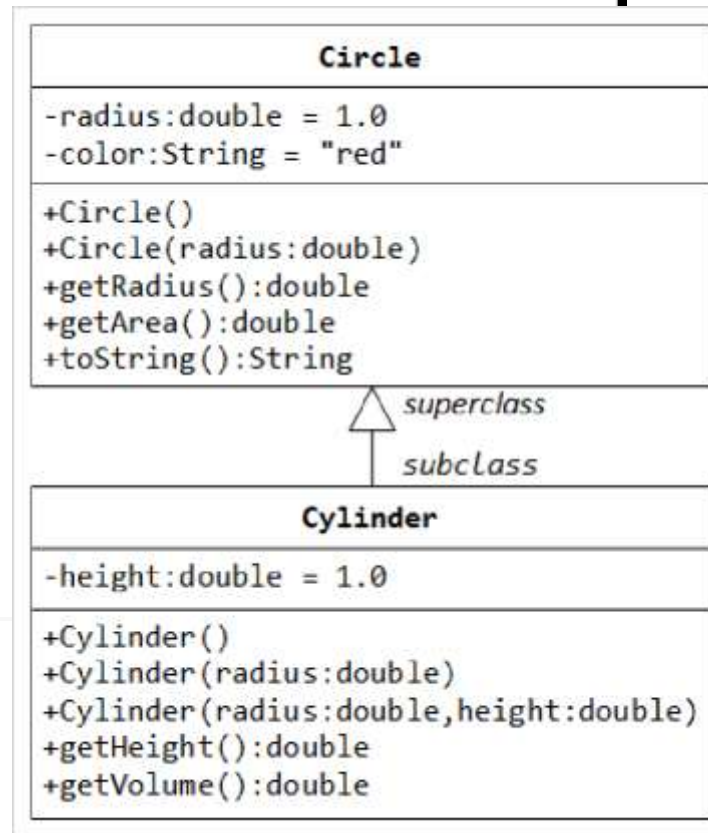 Circle
-radius:double = 1.0
-color:String = "red"
+Circle()
+Circle(radius:double)
+getRadius():double
+getArea():double
+toString():String
superclass
subclass
Cylinder
-height:double = 1.0
+Cylinder()
+Cylinder(radius:double)
+Cylinder(radius:double,height:double)
+getHeight():double
+getVolume():double